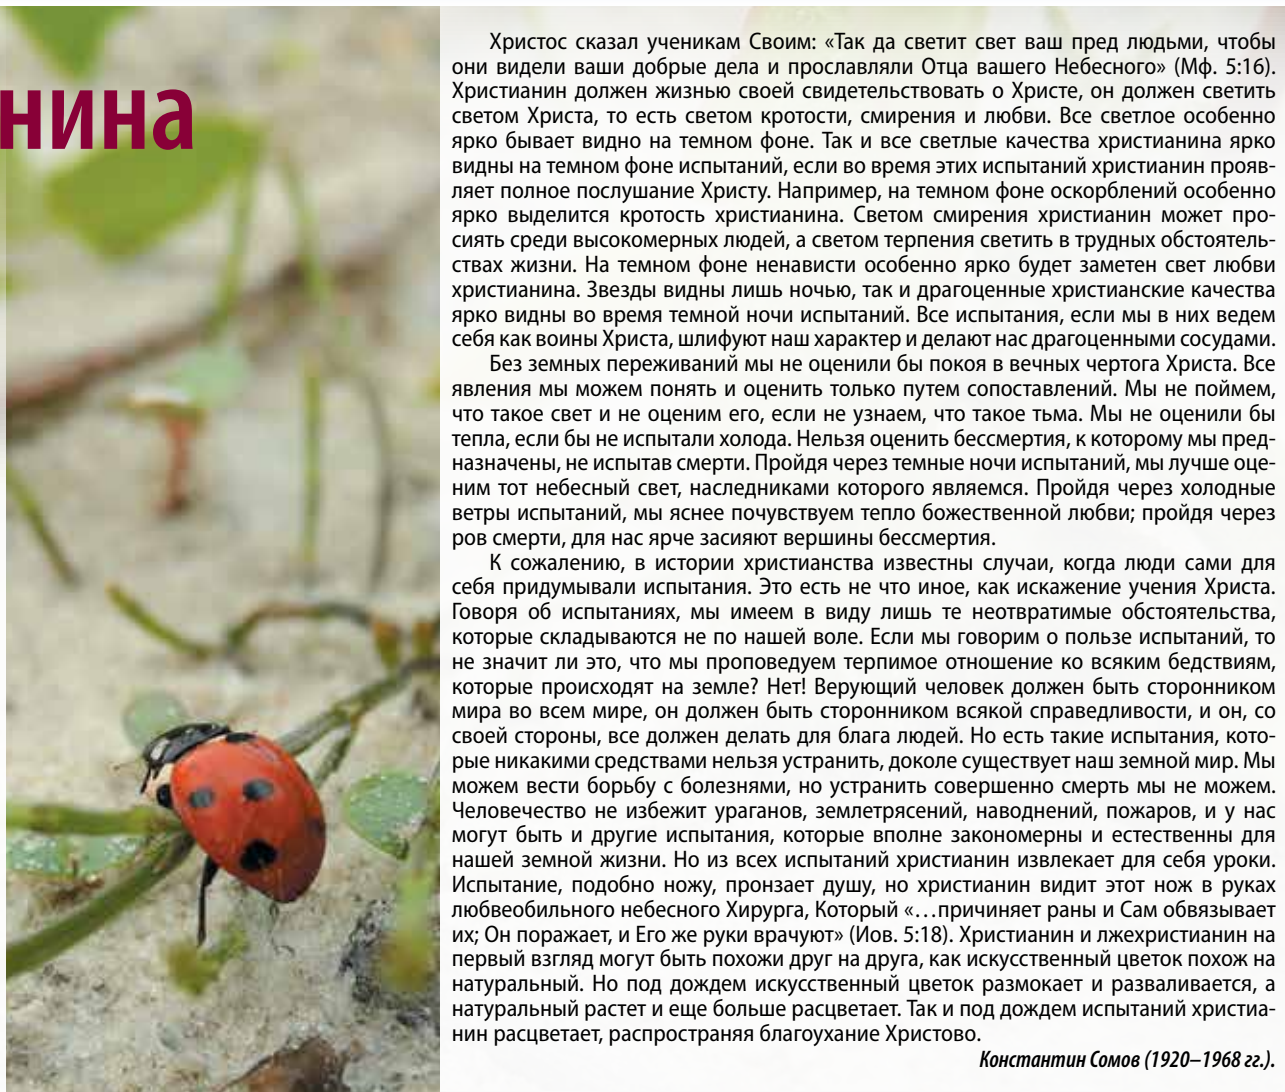 нина
Христос сказал ученикам Своим: «Так да светит свет ваш пред людьми, чтобы
они видели ваши добрые дела и прославляли Отца вашего Небесного» (Мф. 5:16).
Христианин должен жизнью своей свидетельствовать о Христе, он должен светить
светом Христа, то есть светом кротости, смирения и любви. Все светлое особенно
ярко бывает видно на темном фоне. Так и все светлые качества христианина ярко
видны на темном фоне испытаний, если во время этих испытаний христианин прояв-
ляет полное послушание Христу. Например, на темном фоне оскорблений особенно
ярко выделится кротость христианина. Светом смирения христианин может про-
сиять среди высокомерных людей, а светом терпения светить в трудных обстоятель-
ствах жизни. На темном фоне ненависти особенно ярко будет заметен свет любви
христианина. Звезды видны лишь ночью, так и драгоценные христианские качества
ярко видны во время темной ночи испытаний. Все испытания, если мы в них ведем
себя как воины Христа, шлифуют наш характер и делают нас драгоценными сосудами.
Без земных переживаний мы не оценили бы покоя в вечных чертога Христа. Все
явления мы можем понять и оценить только путем сопоставлений. Мы не поймем,
что такое свет и не оценим его, если не узнаем, что такое тьма. Мы не оценили бы
тепла, если бы не испытали холода. Нельзя оценить бессмертия, к которому мы пред-
назначены, не испытав смерти. Пройдя через темные ночи испытаний, мы лучше оце-
ним тот небесный свет, наследниками которого являемся. Пройдя через холодные
ветры испытаний, мы яснее почувствуем тепло божественной любви; пройдя через
ров смерти, для нас ярче засияют вершины бессмертия.
К сожалению, в истории христианства известны случаи, когда люди сами для
себя придумывали испытания. Это есть не что иное, как искажение учения Христа.
Говоря об испытаниях, мы имеем в виду лишь те неотвратимые обстоятельства,
которые складываются не по нашей воле. Если мы говорим о пользе испытаний, то
не значит ли это, что мы проповедуем терпимое отношение ко всяким бедствиям,
которые происходят на земле? Нет! Верующий человек должен быть сторонником
мира во всем мире, он должен быть сторонником всякой справедливости, и он, со
своей стороны, все должен делать для блага людей. Но есть такие испытания, кото-
рые никакими средствами нельзя устранить, доколе существует наш земной мир. Мы
можем вести борьбу с болезнями, но устранить совершенно смерть мы не можем.
Человечество не избежит ураганов, землетрясений, наводнений, пожаров, и у нас
могут быть и другие испытания, которые вполне закономерны и естественны для
нашей земной жизни. Но из всех испытаний христианин извлекает для себя уроки.
Испытание, подобно ножу, пронзает душу, но христианин видит этот нож в руках
любвеобильного небесного Хирурга, Который «…причиняет раны и Сам обвязывает
их; Он поражает, и Его же руки врачуют» (Иов. 5:18). Христианин и лжехристианин на
первый взгляд могут быть похожи друг на друга, как искусственный цветок похож на
натуральный. Но под дождем искусственный цветок размокает и разваливается, а
натуральный растет и еще больше расцветает. Так и под дождем испытаний христиа-
нин расцветает, распространяя благоухание Христово.
Константин Сомов (1920–1968 гг.).